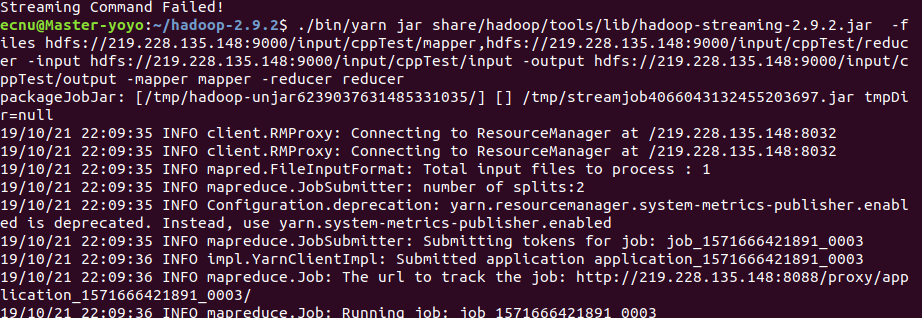 Streaming Command Failed!
ecnu@Master-yoyo:~/hadoop-2.9.2$ ./bin/yarn jar share/hadoop/tools/lib/hadoop-streaming-2.9.2.jar  -f
iles hdfs://219.228.135.148:9000/input/cppTest/mapper,hdfs://219.228.135.148:9000/input/cppTest/reduc
er -input hdfs://219.228.135.148:9000/input/cppTest/input -output hdfs://219.228.135.148:9000/input/c
ppTest/output -mapper mapper -reducer reducer
packageJobJar: [/tmp/hadoop-unjar6239037631485331035/] [] /tmp/streamjob4066043132455203697.jar tmpDi
r=null
19/10/21 22:09:35 INFO client.RMProxy: Connecting to ResourceManager at /219.228.135.148:8032
19/10/21 22:09:35 INFO client.RMProxy: Connecting to ResourceManager at /219.228.135.148:8032
19/10/21 22:09:35 INFO mapred.FileInputFormat: Total input files to process : 1
19/10/21 22:09:35 INFO mapreduce.JobSubmitter: number of splits:2
19/10/21 22:09:35 INFO Configuration.deprecation: yarn.resourcemanager.system-metrics-publisher.enabl
ed is deprecated. Instead, use yarn.system-metrics-publisher.enabled
19/10/21 22:09:35 INFO mapreduce.JobSubmitter: Submitting tokens for job: job_1571666421891_0003
19/10/21 22:09:36 INFO impl.YarnClientImpl: Submitted application application_1571666421891_0003
19/10/21 22:09:36 INFO mapreduce.Job: The url to track the job: http://219.228.135.148:8088/proxy/app
lication_1571666421891_0003/
19/10/21 22:09:36 INFO mapreduce.Job: Running job: job_1571666421891_0003